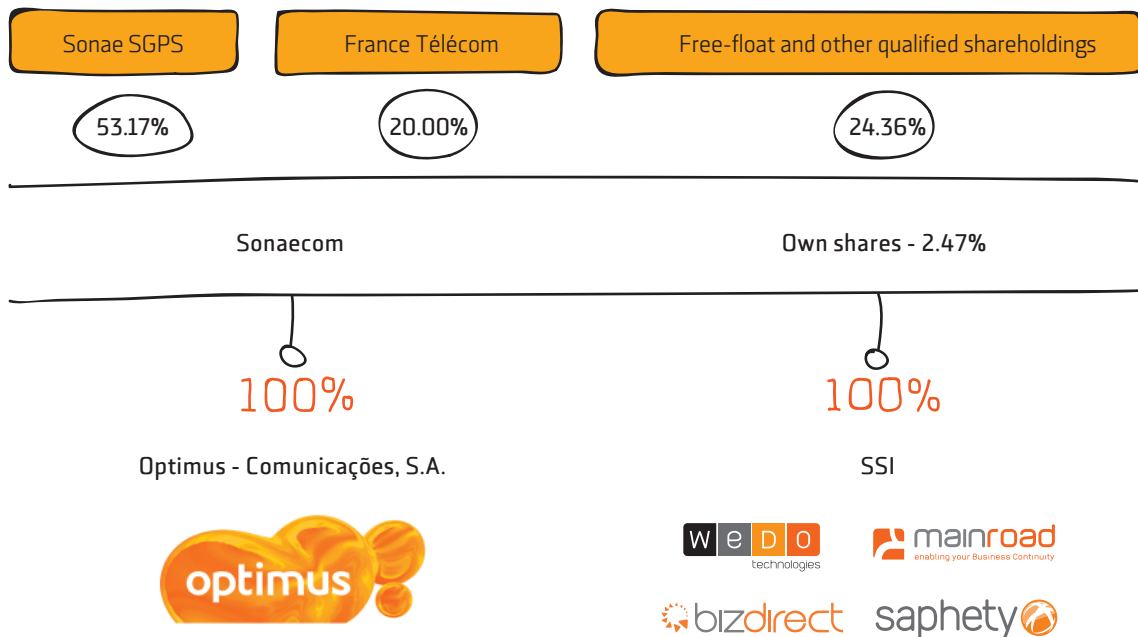 Sonae SGPS France Télécom Free-float and other qualified shareholdings
53.17% 20.00% 24.36%
Sonaecom Own shares - 2.47%
100% 100%
Optimus - Comunicações, S.A. SSI
optimus
WeDO
technologies
mainroad
enabling your Business Continuity
bizdirect
saphety